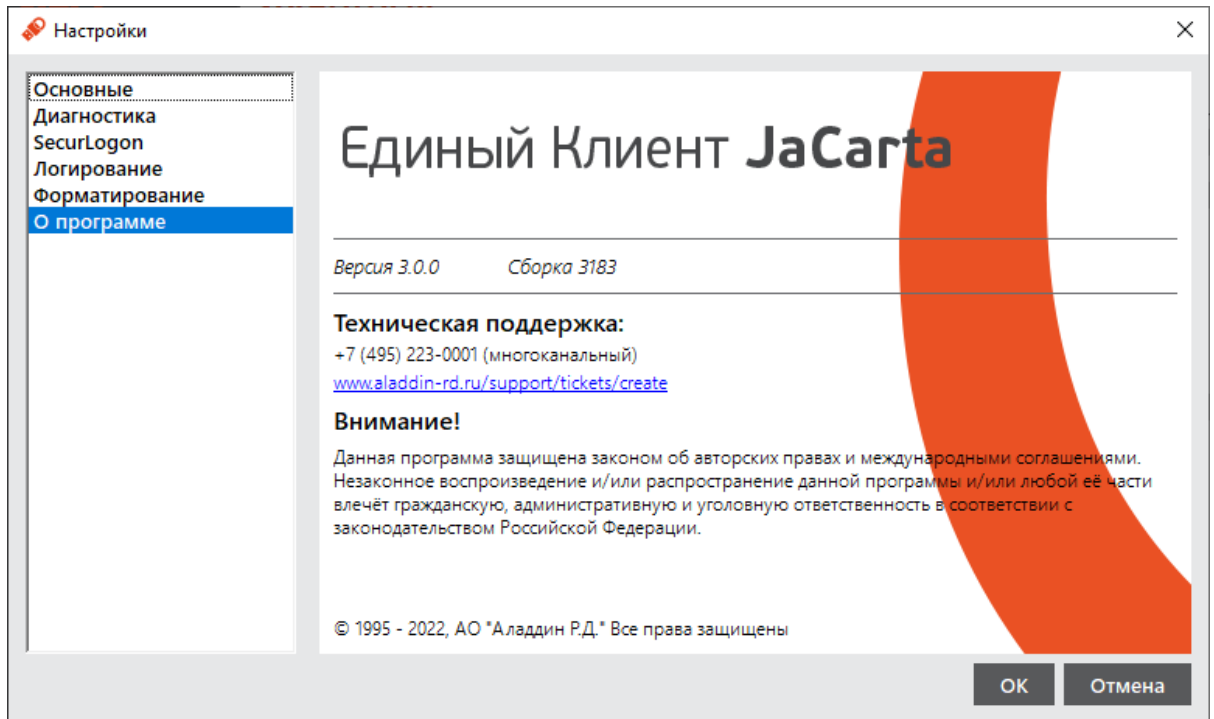 Настройки
Основные
Диагностика
SecurLogon
Логирование
Форматирование
О программе
Единый Клиент JaCarta
Версия 3.0.0 Сборка 3183
Техническая поддержка:
+7 (495) 223-0001 (многоканальный)
www.aladdin-rd.ru/support/tickets/create
Внимание!
Данная программа защищена законом об авторских правах и международными соглашениями.
Незаконное воспроизведение и/или распространение данной программы и/или любой её части
влечёт гражданскую, административную и уголовную ответственность в соответствии с
законодательством Российской Федерации.
© 1995 - 2022, АО "Аладдин Р.Д." Все права защищены
ОК Отмена